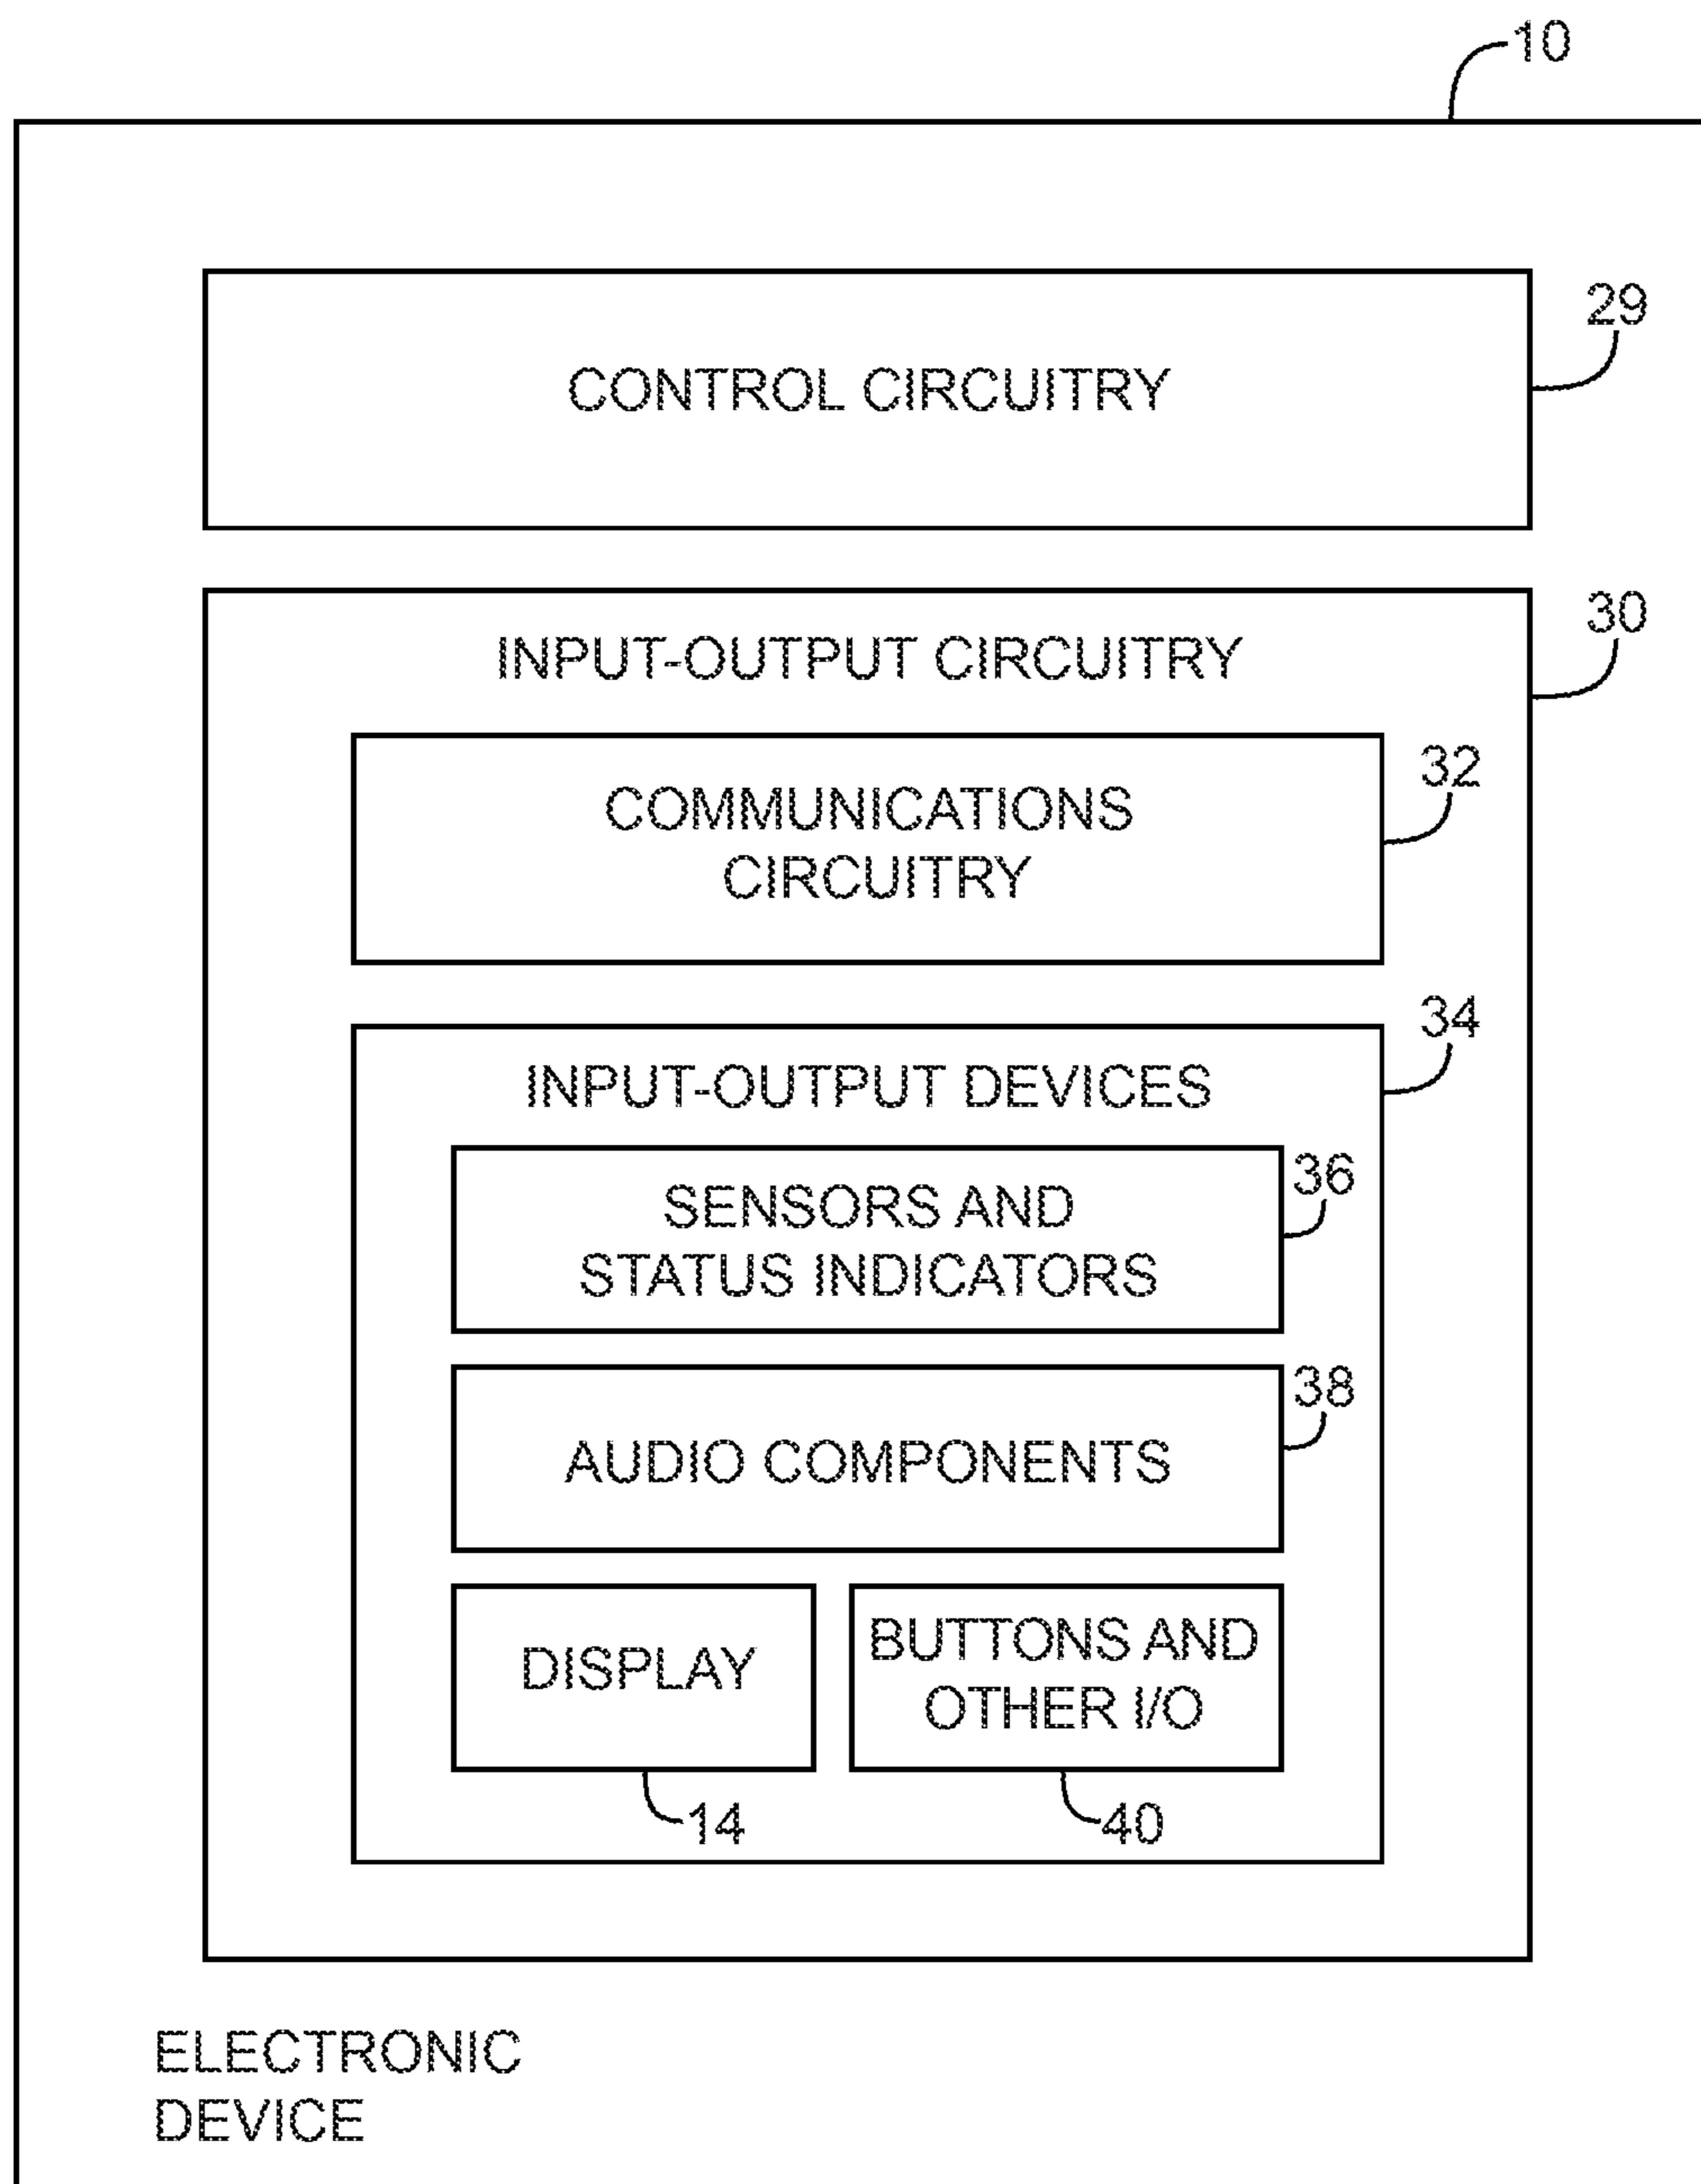 10
CONTROL CIRCUITRY
29
INPUT-OUTPUT CIRCUITRY
30
COMMUNICATIONS
CIRCUITRY
32
INPUT-OUTPUT DEVICES
34
SENSORS AND
STATUS INDICATORS
36
AUDIO COMPONENTS
38
DISPLAY
14
BUTTONS AND
OTHER I/O
40
ELECTRONIC
DEVICE